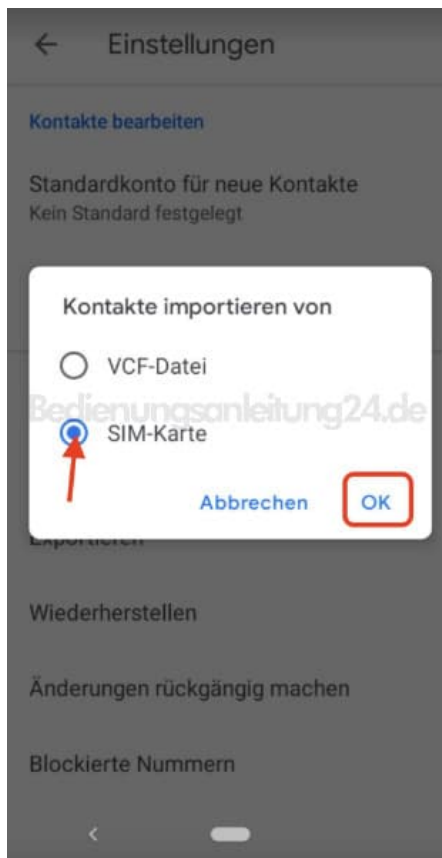 Einstellungen
Kontakte bearbeiten
Standardkonto für neue Kontakte
Kein Standard festgelegt
Kontakte importieren von
VCF-Datei
Bedienungsanleitung24.de
SIM-Karte
Abbrechen OK
Exportieren
Wiederherstellen
Änderungen rückgängig machen
Blockierte Nummern